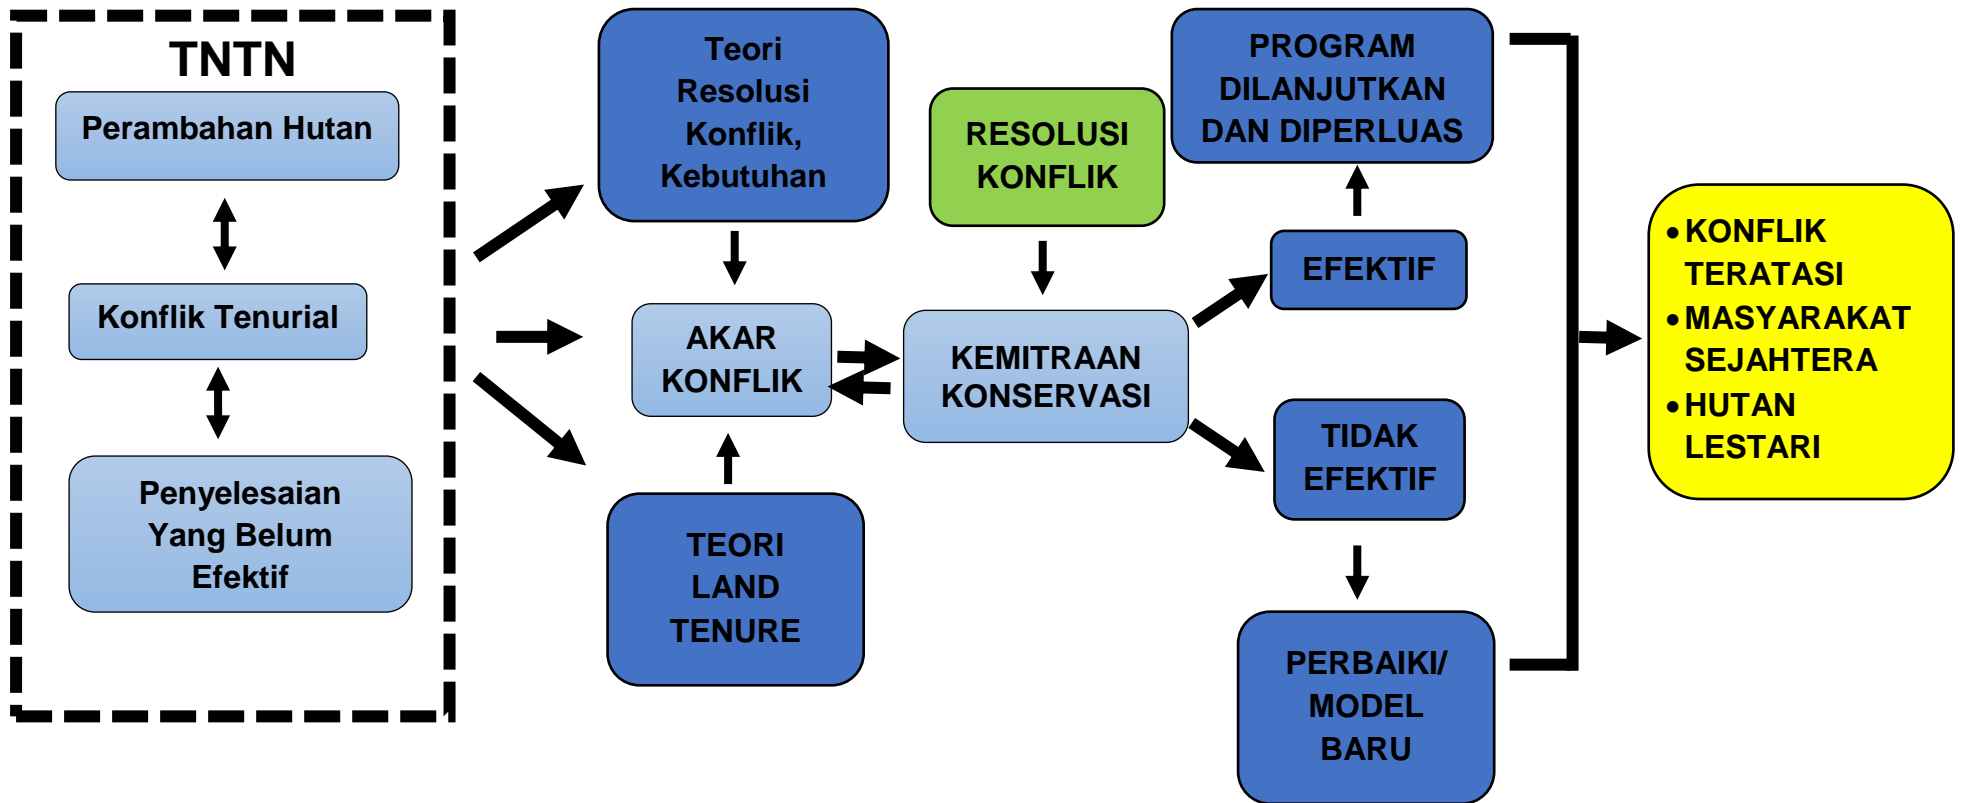 TNTN
Perambahan Hutan
Konflik Tenurial
Penyelesaian
Yang Belum
Efektif
Teori
Resolusi
Konflik,
Kebutuhan
AKAR
KONFLIK
TEORI
LAND
TENURE
RESOLUSI
KONFLIK
KEMITRAAN
KONSERVASI
PROGRAM
DILANJUTKAN
DAN DIPERLUAS
EFEKTIF
TIDAK
EFEKTIF
PERBAIKI/
MODEL
BARU
• KONFLIK
TERATASI
• MASYARAKAT
SEJAHTERA
• HUTAN
LESTARI